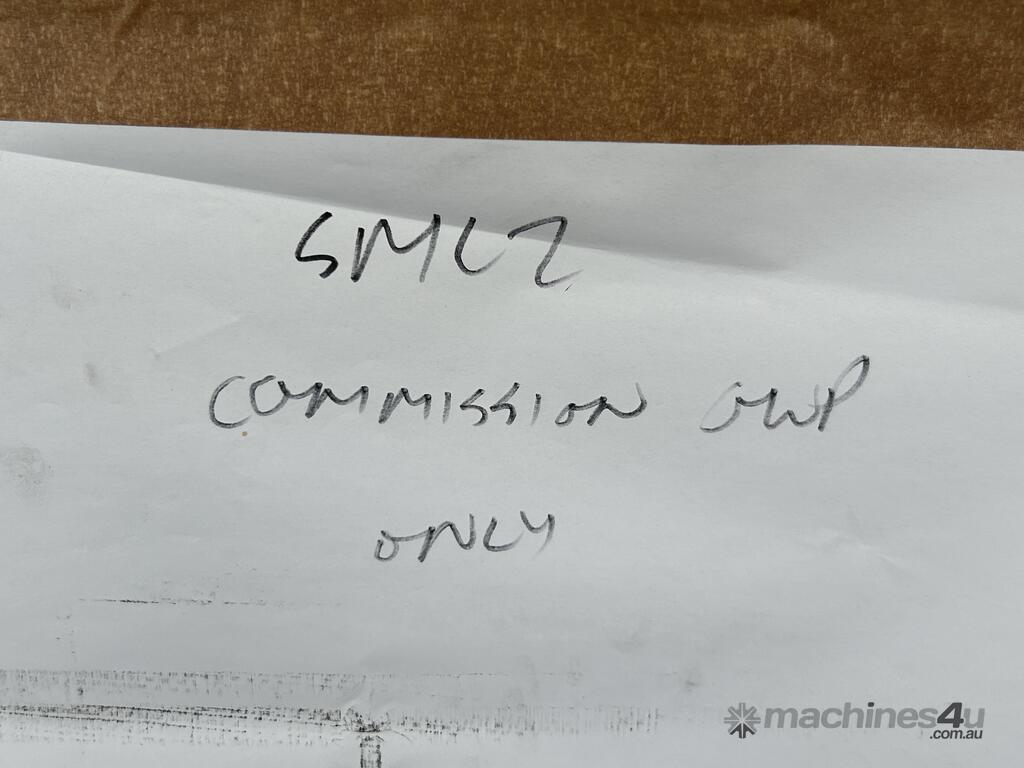 SMC2
COMMISSION OWP
ONLY
machines4u
.com.au